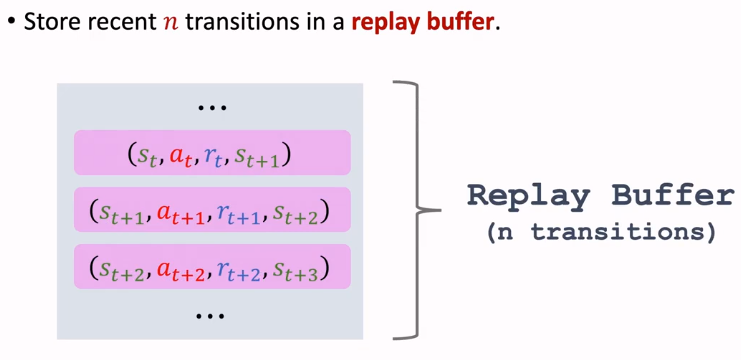 • Store recent n transitions in a replay buffer.
...
(s_t, a_t, r_t, s_{t+1})
(s_{t+1}, a_{t+1}, r_{t+1}, s_{t+2})
(s_{t+2}, a_{t+2}, r_{t+2}, s_{t+3})
...
Replay Buffer
(n transitions)